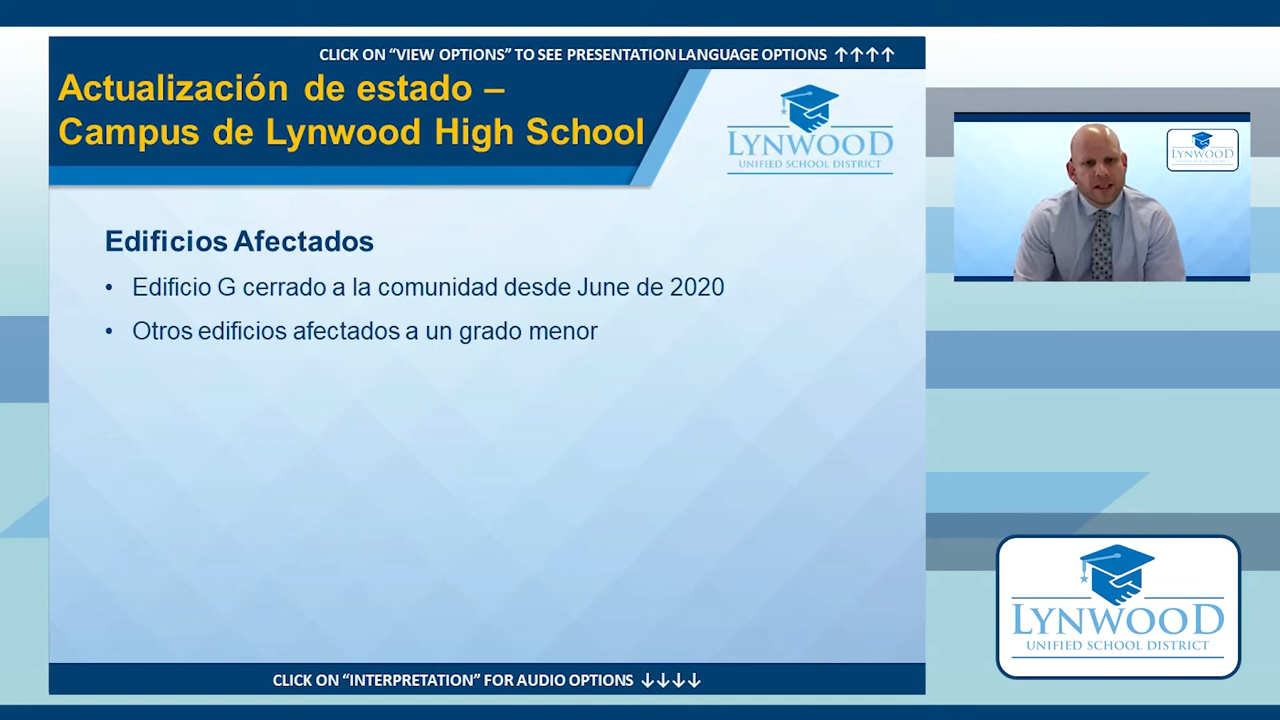 CLICK ON “VIEW OPTIONS” TO SEE PRESENTATION LANGUAGE OPTIONS ↑↑↑↑
Actualización de estado –
Campus de Lynwood High School
LYNWOOD
UNIFIED SCHOOL DISTRICT
LYNWOOD
Edificios Afectados
• Edificio G cerrado a la comunidad desde June de 2020
• Otros edificios afectados a un grado menor
LYNWOOD
UNIFIED SCHOOL DISTRICT
CLICK ON “INTERPRETATION” FOR AUDIO OPTIONS ↓↓↓↓